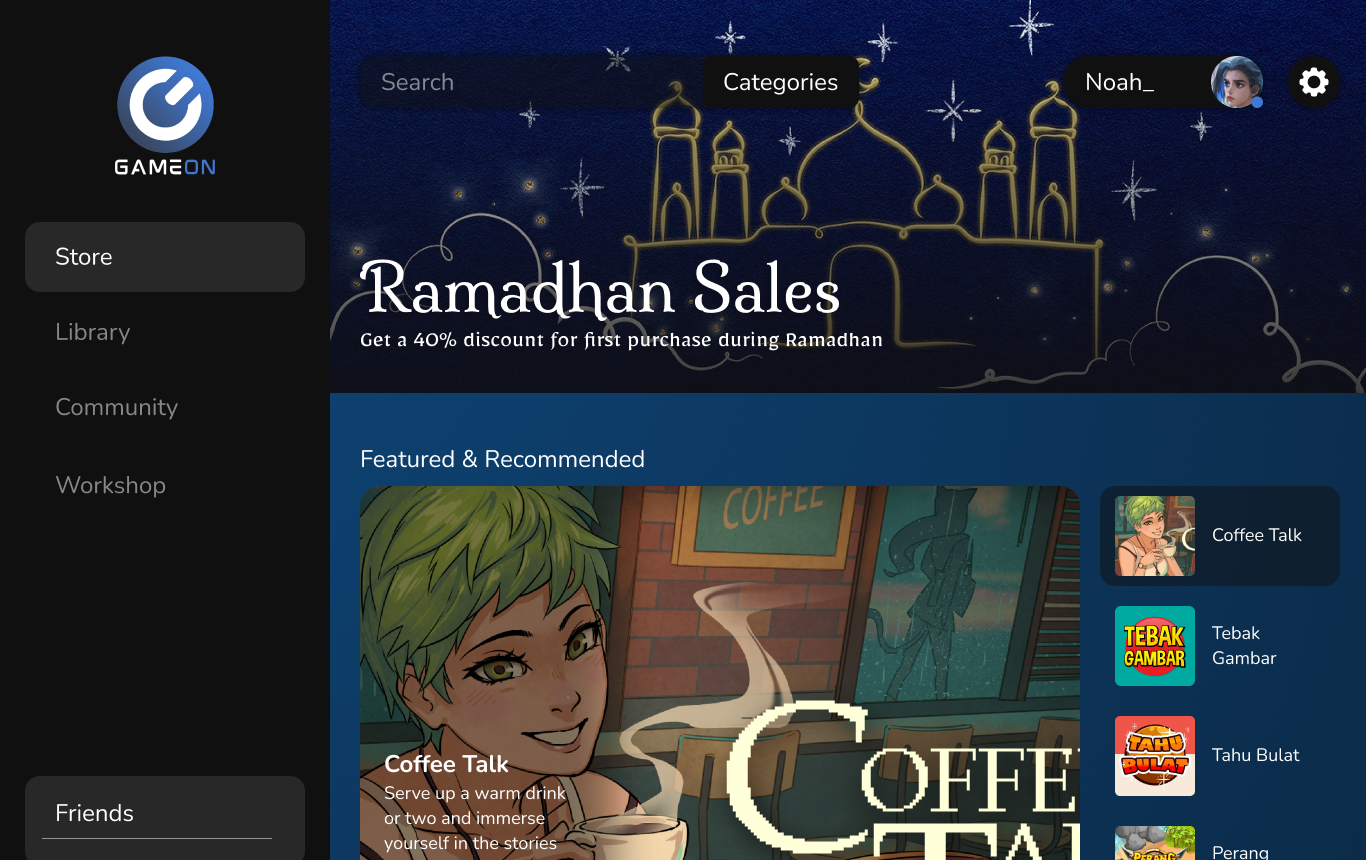 GAMEON
Store
Library
Community
Workshop
Friends
Search
Categories
Noah_
Ramadhan Sales
Get a 40% discount for first purchase during Ramadhan
Featured & Recommended
COFFEE
COFFE
TAL
Coffee Talk
Serve up a warm drink
or two and immerse
yourself in the stories
Coffee Talk
TEBAK
GAMBAR
Tebak
Gambar
TAHU
BULAT
Tahu Bulat
PERANG
Perang